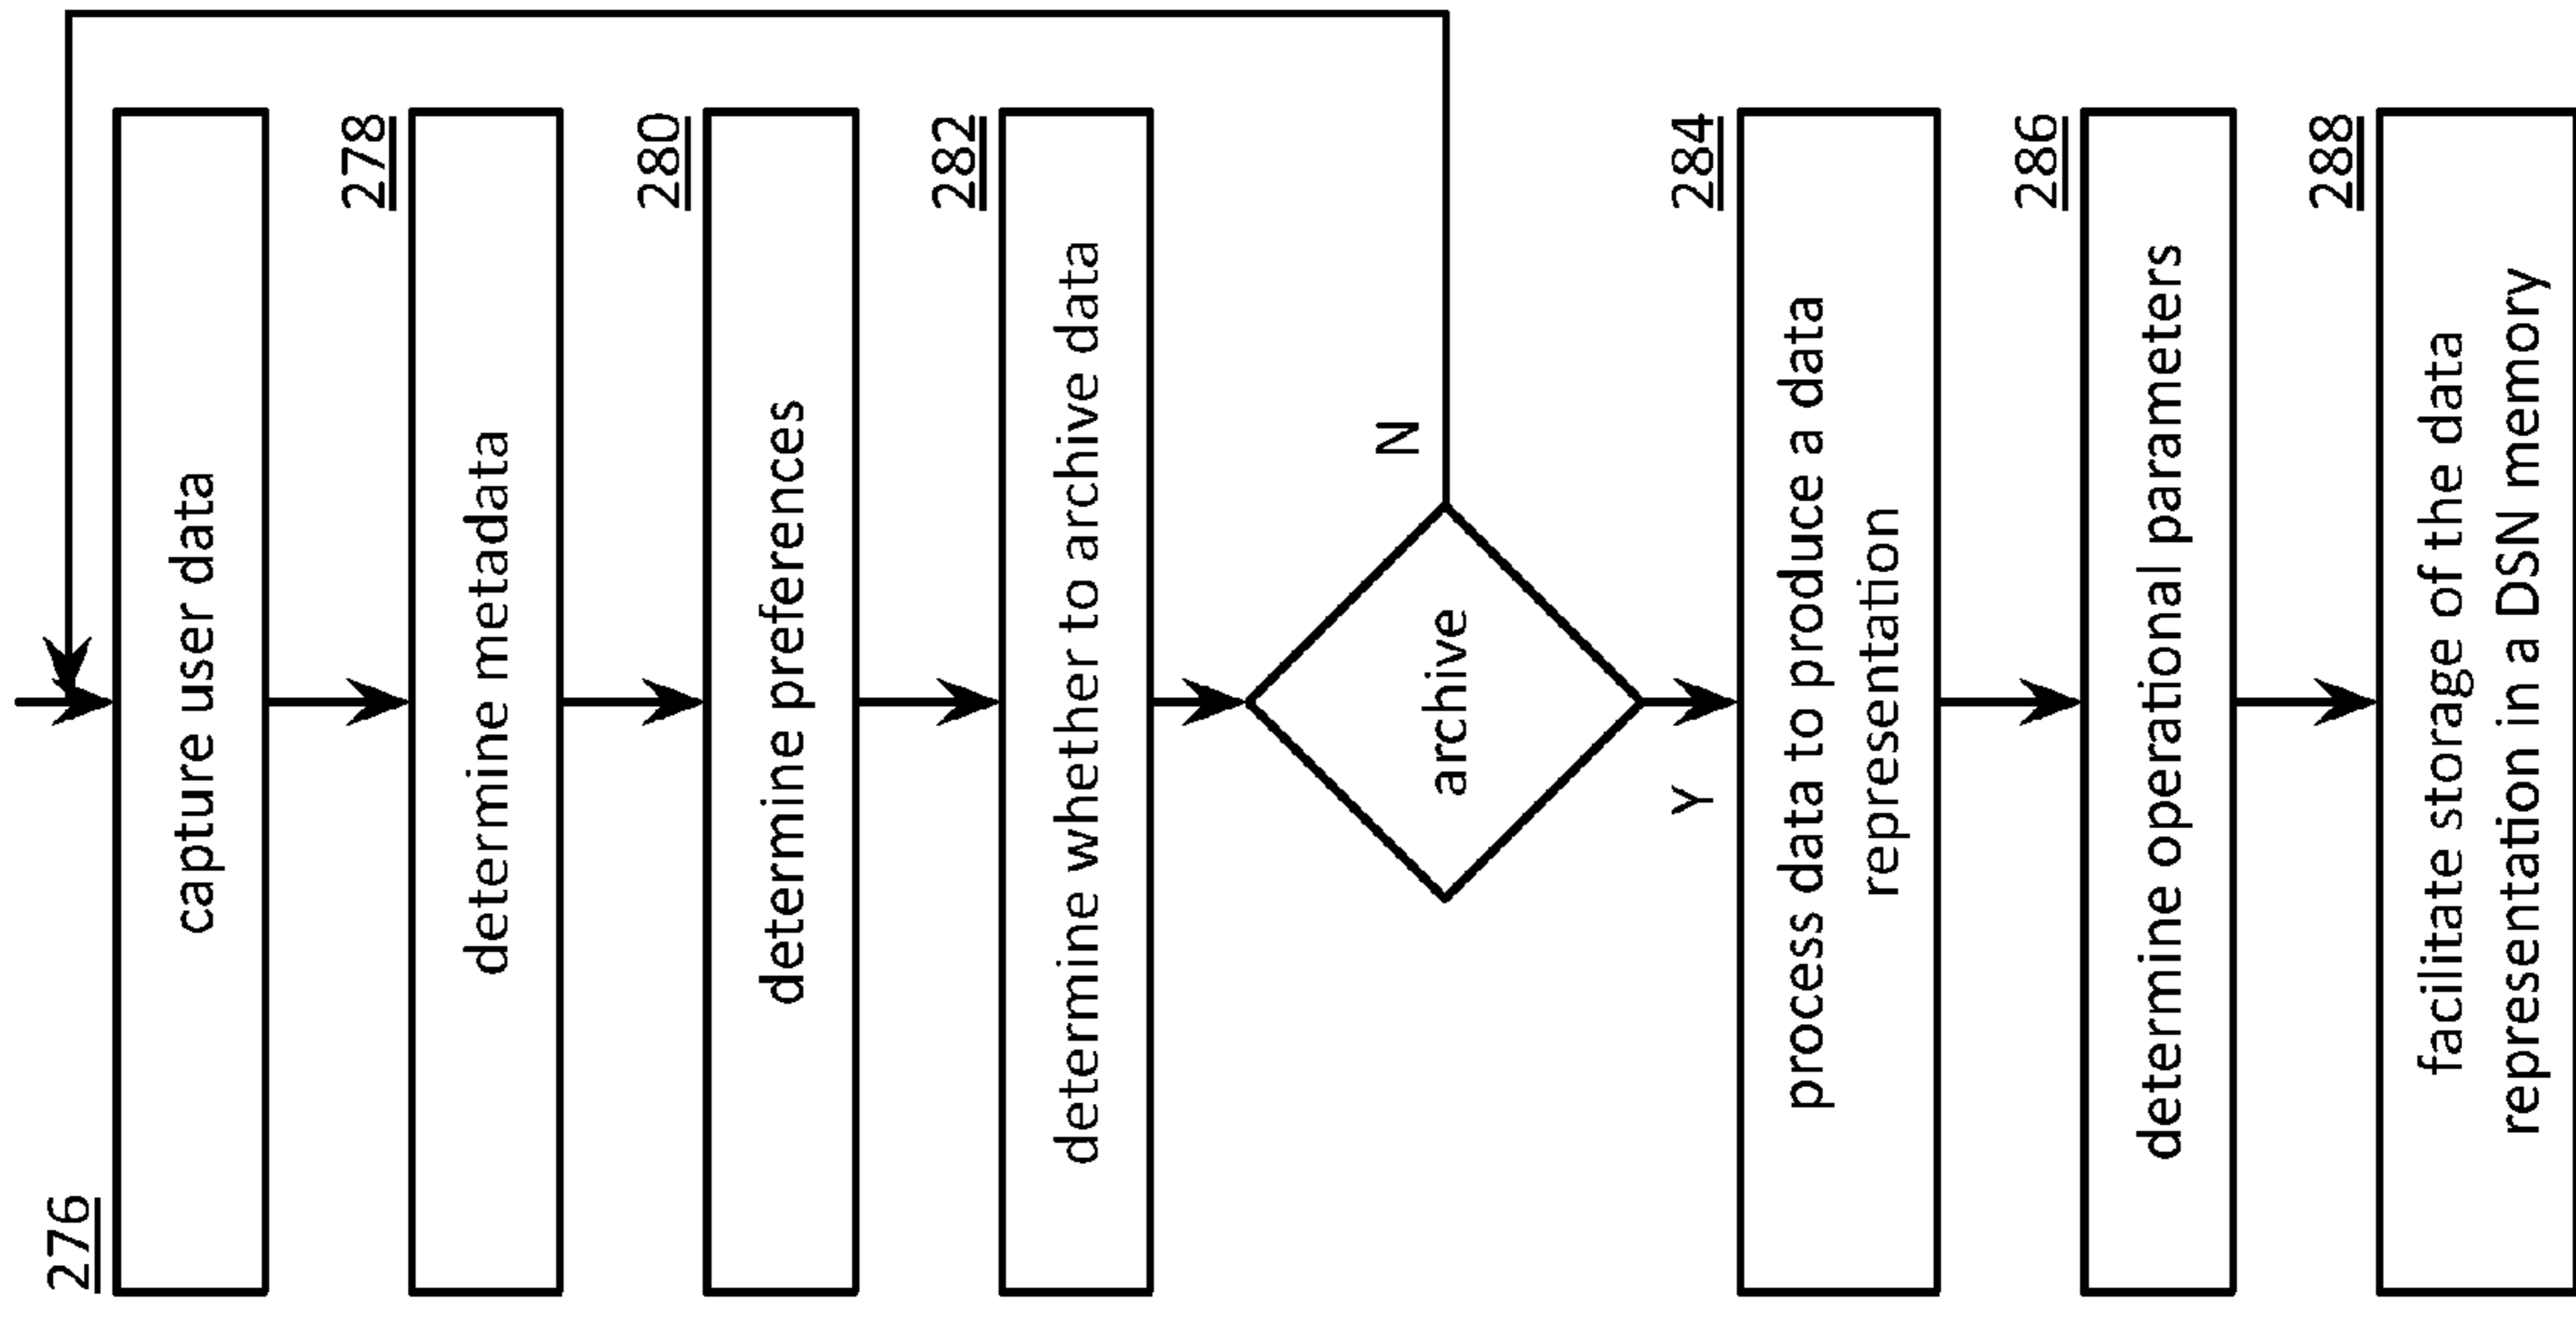 276
capture user data
278
determine metadata
280
determine preferences
282
determine whether to archive data
archive
N
Y
284
process data to produce a data
representation
286
determine operational parameters
288
facilitate storage of the data
representation in a DSN memory